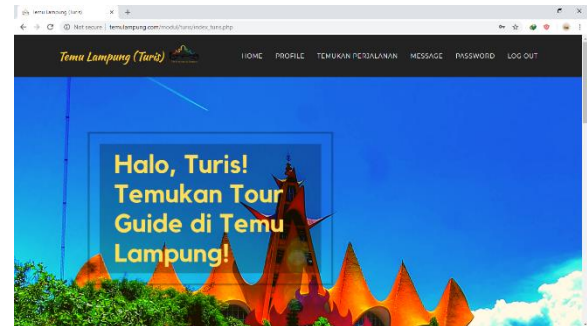 Temu Lampung (Turis)
Not secure | temulampung.com/modul/turis/index_turis.php
Temu Lampung (Turis)
HOME PROFILE TEMUKAN PERJALANAN MESSAGE PASSWORD LOG OUT
Halo, Turis!
Temukan Tour
Guide di Temu
Lampung!